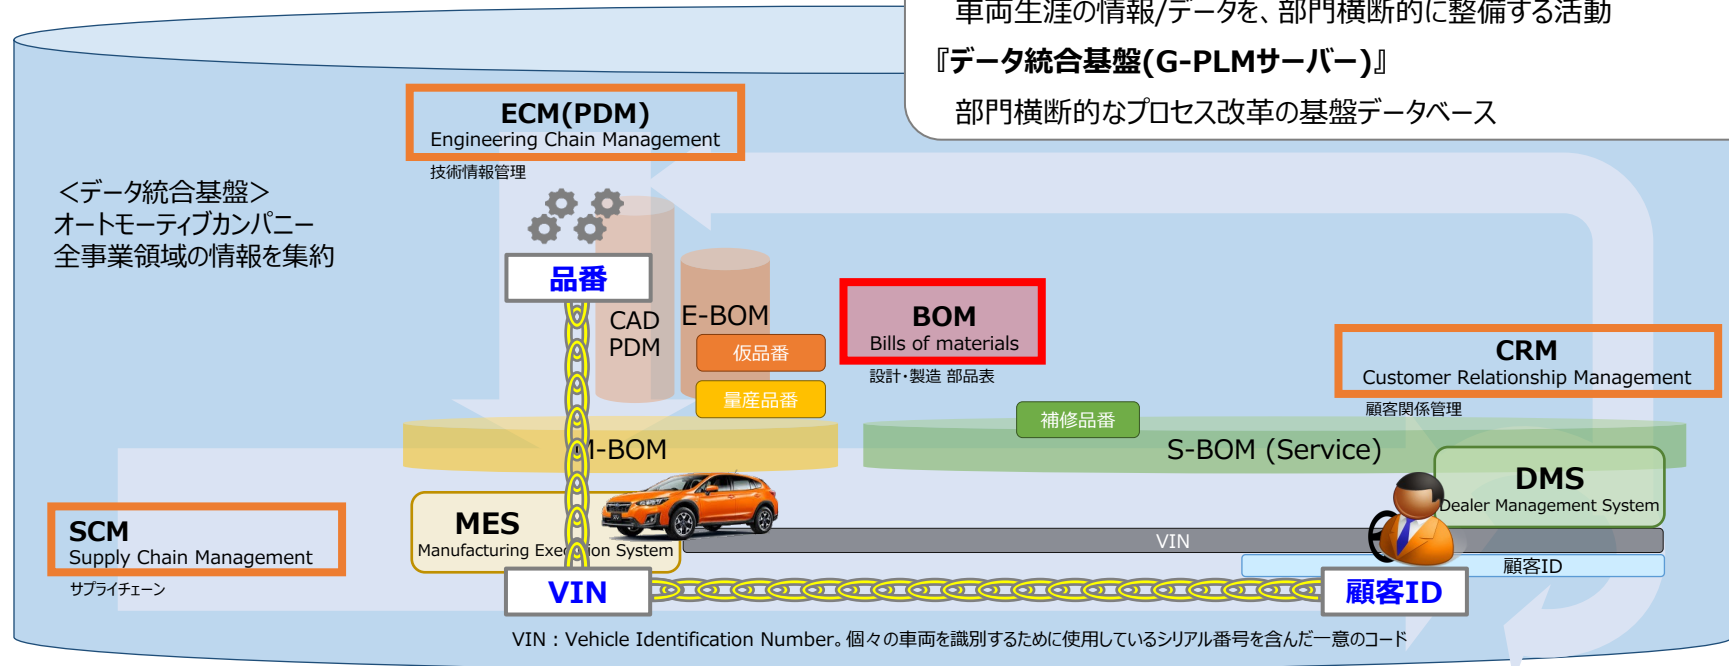 車両生涯の情報/データを、部門横断的に整備する活動
『データ統合基盤(G-PLMサーバー)』
部門横断的なプロセス改革の基盤データベース
ECM(PDM)
Engineering Chain Management
技術情報管理
＜データ統合基盤＞
オートモーティブカンパニー
全事業領域の情報を集約
品番
CAD
PDM
E-BOM
仮品番
量産品番
BOM
Bills of materials
設計・製造 部品表
CRM
Customer Relationship Management
顧客関係管理
補修品番
M-BOM
S-BOM (Service)
DMS
Dealer Management System
SCM
Supply Chain Management
サプライチェーン
MES
Manufacturing Execution System
VIN
顧客ID
VIN
顧客ID
VIN : Vehicle Identification Number。個々の車両を識別するために使用しているシリアル番号を含んだ一意のコード